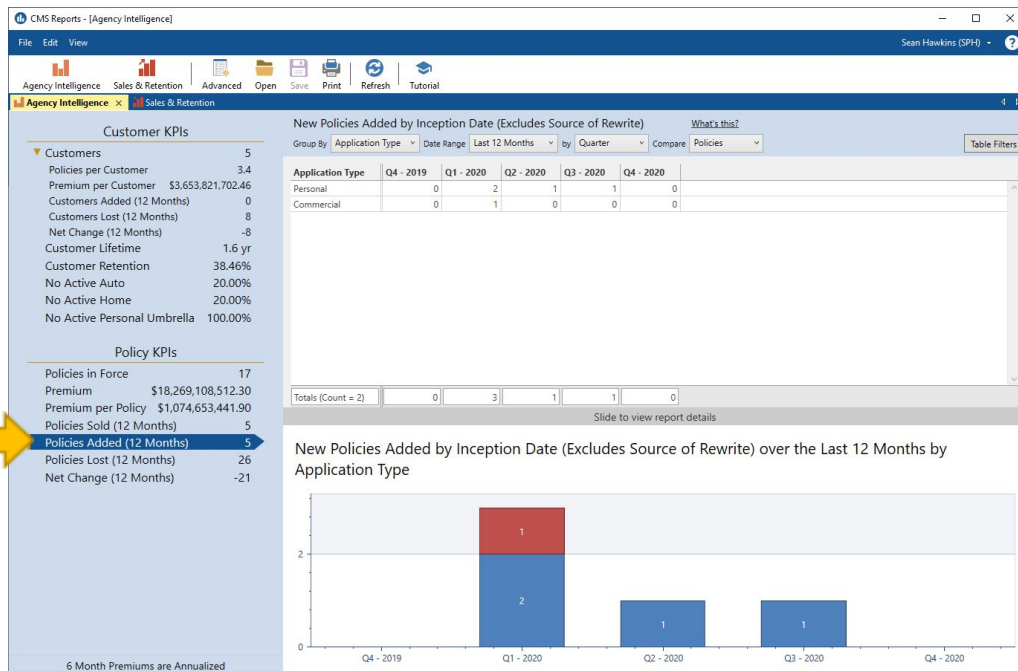 CMS Reports - [Agency Intelligence]
File Edit View Sean Hawkins (SPH) ?
Agency Intelligence Sales & Retention Advanced Open Save Print Refresh Tutorial
Agency Intelligence × Sales & Retention
Customer KPIs
Customers 5
Policies per Customer 3.4
Premium per Customer $3,653,821,702.46
Customers Added (12 Months) 0
Customers Lost (12 Months) 8
Net Change (12 Months) -8
Customer Lifetime 1.6 yr
Customer Retention 38.46%
No Active Auto 20.00%
No Active Home 20.00%
No Active Personal Umbrella 100.00%
Policy KPIs
Policies in Force 17
Premium $18,269,108,512.30
Premium per Policy $1,074,653,441.90
Policies Sold (12 Months) 5
Policies Added (12 Months) 5
Policies Lost (12 Months) 26
Net Change (12 Months) -21
6 Month Premiums are Annualized
New Policies Added by Inception Date (Excludes Source of Rewrite) What's this?
Group By Application Type Date Range Last 12 Months by Quarter Compare Policies Table Filters
Application Type Q4 - 2019 Q1 - 2020 Q2 - 2020 Q3 - 2020 Q4 - 2020
Personal 0 2 1 1 0
Commercial 0 1 0 0 0
Totals (Count = 2) 0 3 1 1 0
Slide to view report details
New Policies Added by Inception Date (Excludes Source of Rewrite) over the Last 12 Months by
Application Type
1
2
2 1 1
0
Q4 - 2019 Q1 - 2020 Q2 - 2020 Q3 - 2020 Q4 - 2020